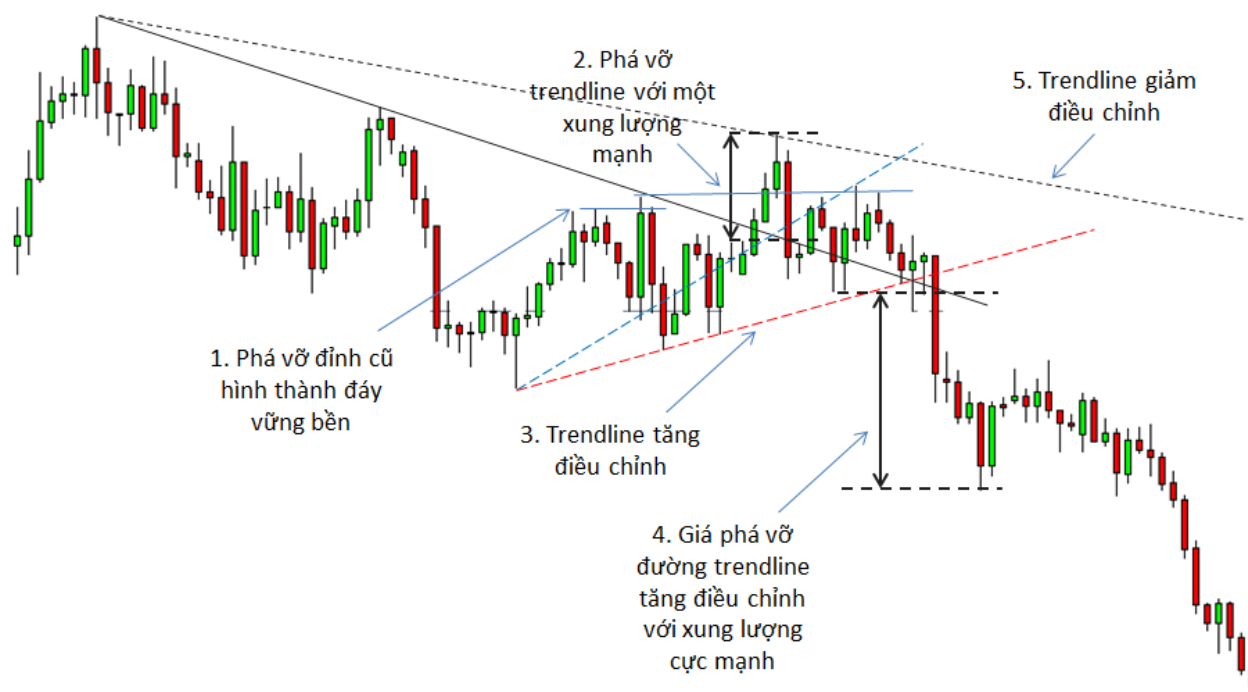 2. Phá vỡ
trendline với một
xung lượng
mạnh
5. Trendline giảm
điều chỉnh
1. Phá vỡ đỉnh cũ
hình thành đáy
vững bền
3. Trendline tăng
điều chỉnh
4. Giá phá vỡ
đường trendline
tăng điều chỉnh
với xung lượng
cực mạnh